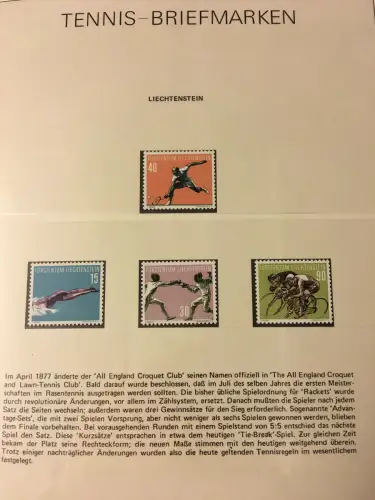 TENNIS-BRIEFMARKEN
LIECHTENSTEIN
40
FÜRSTENTUM LIECHTENSTEIN
FÜRSTENTUM LIECHTENSTEIN
15
FÜRSTENTUM LIECHTENSTEIN
30
FÜRSTENTUM LIECHTENSTEIN
90
Im April 1877 änderte der 'All England Croquet Club' seinen Namen offiziell in 'The All England Croquet
and Lawn-Tennis Club'. Bald darauf wurde beschlossen, daß im Juli des selben Jahres die ersten Meister-
schaften im Rasentennis ausgetragen werden sollten. Die bisher übliche Spielordnung für 'Rackets' wurde
durch revolutionäre Änderungen, vor allem im Zählsystem, ersetzt. Danach mußten die Spieler nach jedem
Satz die Seiten wechseln; außerdem waren drei Gewinnsätze für den Sieg erforderlich. Sogenannte 'Advan-
tage-Sets', die mit zwei Spielen Vorsprung, aber nicht weniger als sechs Spielen gewonnen werden, blieben
dem Finale vorbehalten. Bei vorausgehenden Runden mit einem Spielstand von 5:5 entschied das nächste
Spiel den Satz. Diese 'Kurzsätze' entsprachen in etwa dem heutigen 'Tie-Break'-Spiel. Zur gleichen Zeit
bekam der Platz seine Rechteckform; die neuen Maße stimmen mit den heutigen weitgehend überein.
Trotz einiger nachträglicher Änderungen wurden also die heute geltenden Tennisregeln im wesentlichen
festgelegt.